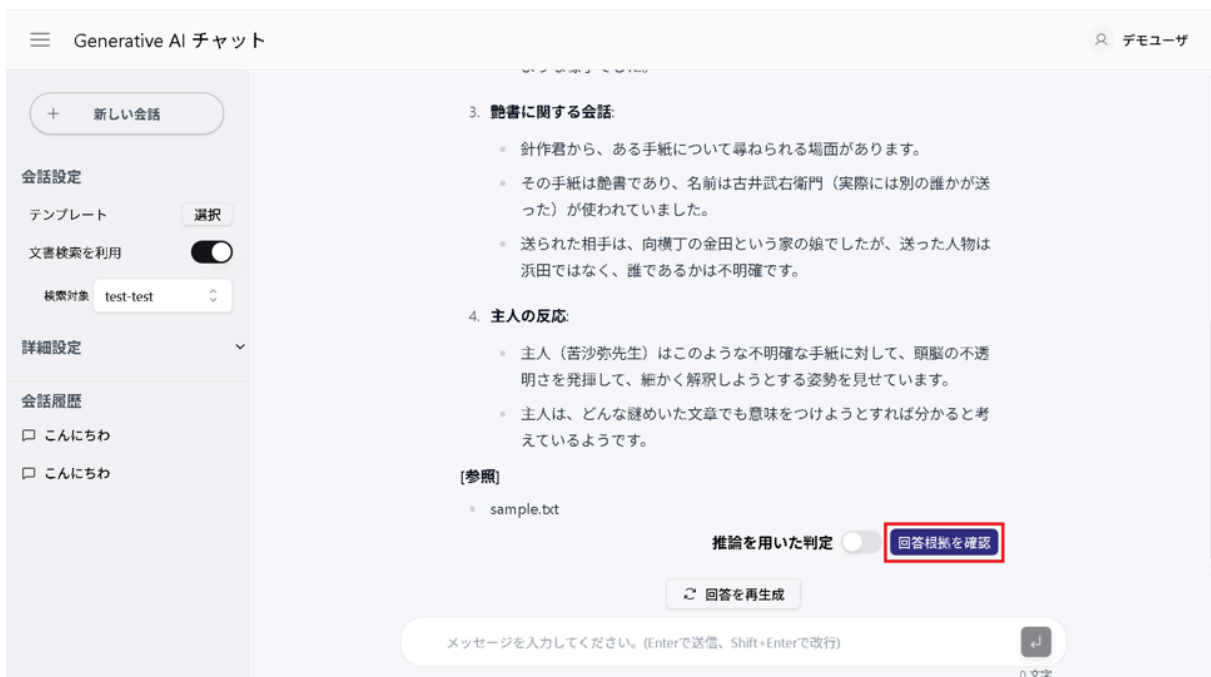 Generative AI チャット
デモユーザ
新しい会話
会話設定
テンプレート
選択
文書検索を利用
検索対象
test-test
詳細設定
会話履歴
こんにちわ
こんにちわ
3. 艶書に関する会話:
針作君から、ある手紙について尋ねられる場面があります。
その手紙は艶書であり、名前は古井武右衛門（実際には別の誰かが送
った）が使われていました。
送られた相手は、向横丁の金田という家の娘でしたが、送った人物は
浜田ではなく、誰であるかは不明確です。
4. 主人の反応:
主人（苦沙弥先生）はこのような不明確な手紙に対して、頭脳の不透
明さを発揮して、細かく解釈しようとする姿勢を見せています。
主人は、どんな謎めいた文章でも意味をつけようとすれば分かると考
えているようです。
[参照]
sample.txt
推論を用いた判定
回答根拠を確認
回答を再生成
メッセージを入力してください。(Enterで送信、Shift+Enterで改行)
0 文字